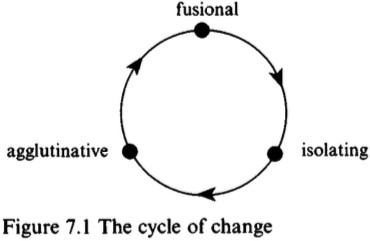 fusional
agglutinative
isolating
Figure 7.1 The cycle of change